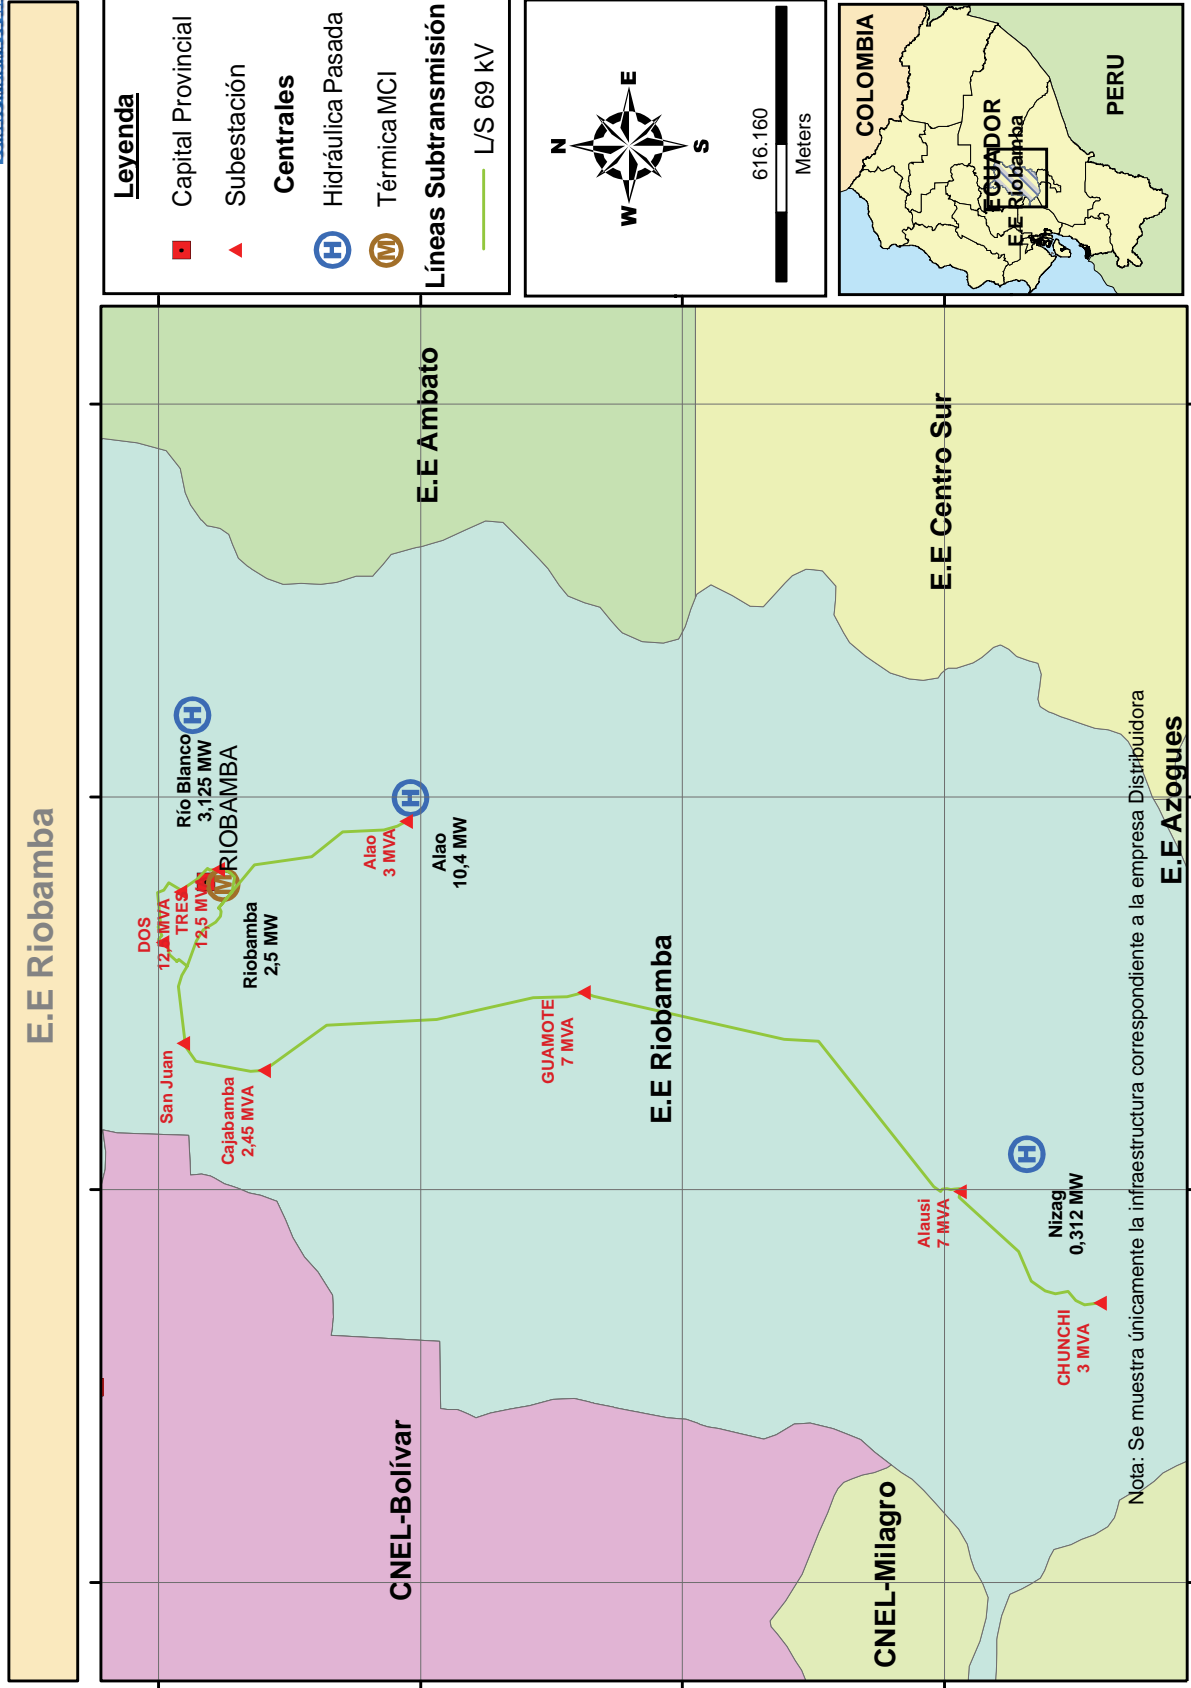 E.E Riobamba
Leyenda
Capital Provincial
Subestación
Centrales
H
Hidráulica Pasada
M
Térmica MCI
Líneas Subtransmisión
L/S 69 kV
N
W
E
S
616.160
Meters
COLOMBIA
ECUADOR
E.E Riobamba
PERU
E.E Ambato
E.E Centro Sur
E.E Azogues
E.E Riobamba
CNEL-Bolívar
CNEL-Milagro
H
Río Blanco
3,125 MW
RIOBAMBA
M
DOS
MVA
TRES
12,5 MVA
Riobamba
2,5 MW
Alao
3 MVA
H
Alao
10,4 MW
San Juan
Cajabamba
2,45 MVA
GUAMOTE
7 MVA
Alausi
7 MVA
H
Nizag
0,312 MW
CHUNCHI
3 MVA
Nota: Se muestra únicamente la infraestructura correspondiente a la empresa Distribuidora